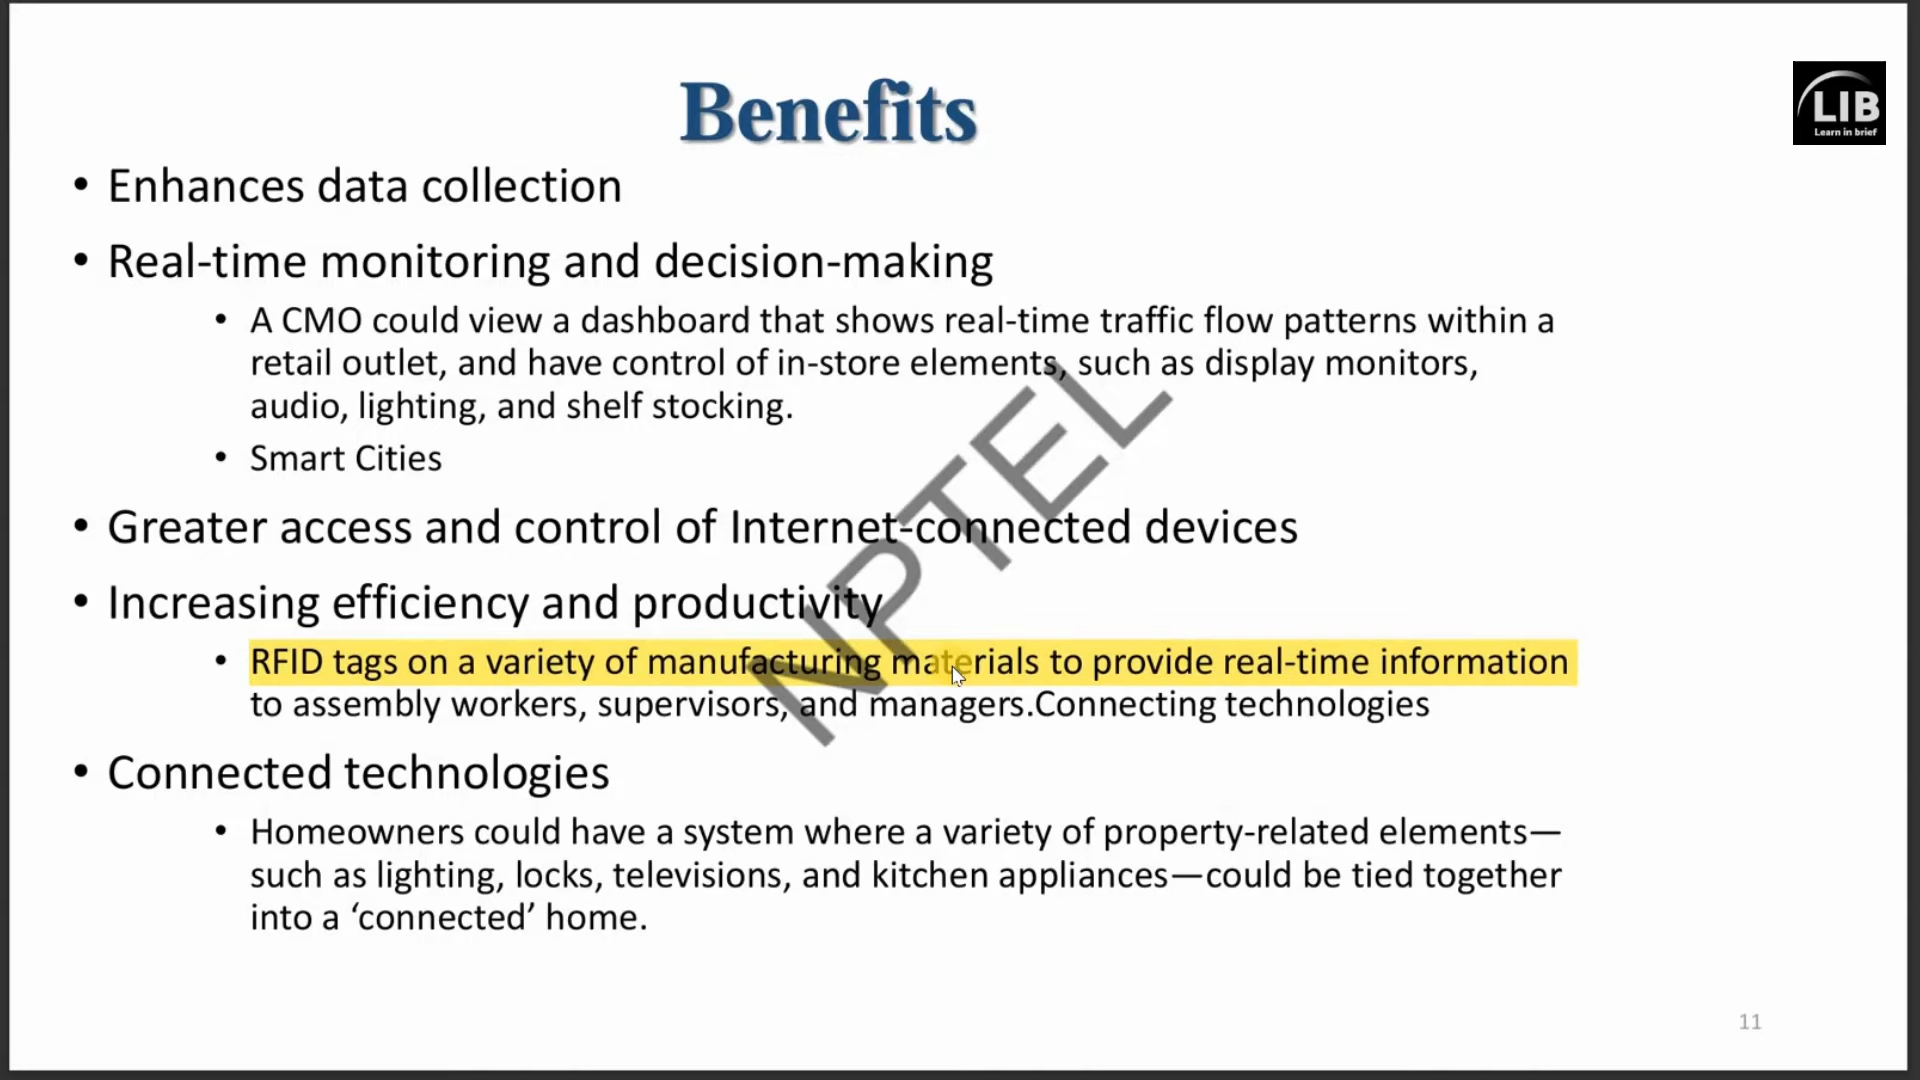 Benefits
LIB
Learn in brief
• Enhances data collection
• Real-time monitoring and decision-making
• A CMO could view a dashboard that shows real-time traffic flow patterns within a
retail outlet, and have control of in-store elements, such as display monitors,
audio, lighting, and shelf stocking.
• Smart Cities
• Greater access and control of Internet-connected devices
• Increasing efficiency and productivity
• RFID tags on a variety of manufacturing materials to provide real-time information
to assembly workers, supervisors, and managers.Connecting technologies
• Connected technologies
• Homeowners could have a system where a variety of property-related elements—
such as lighting, locks, televisions, and kitchen appliances—could be tied together
into a ‘connected’ home.
NPTEL
11